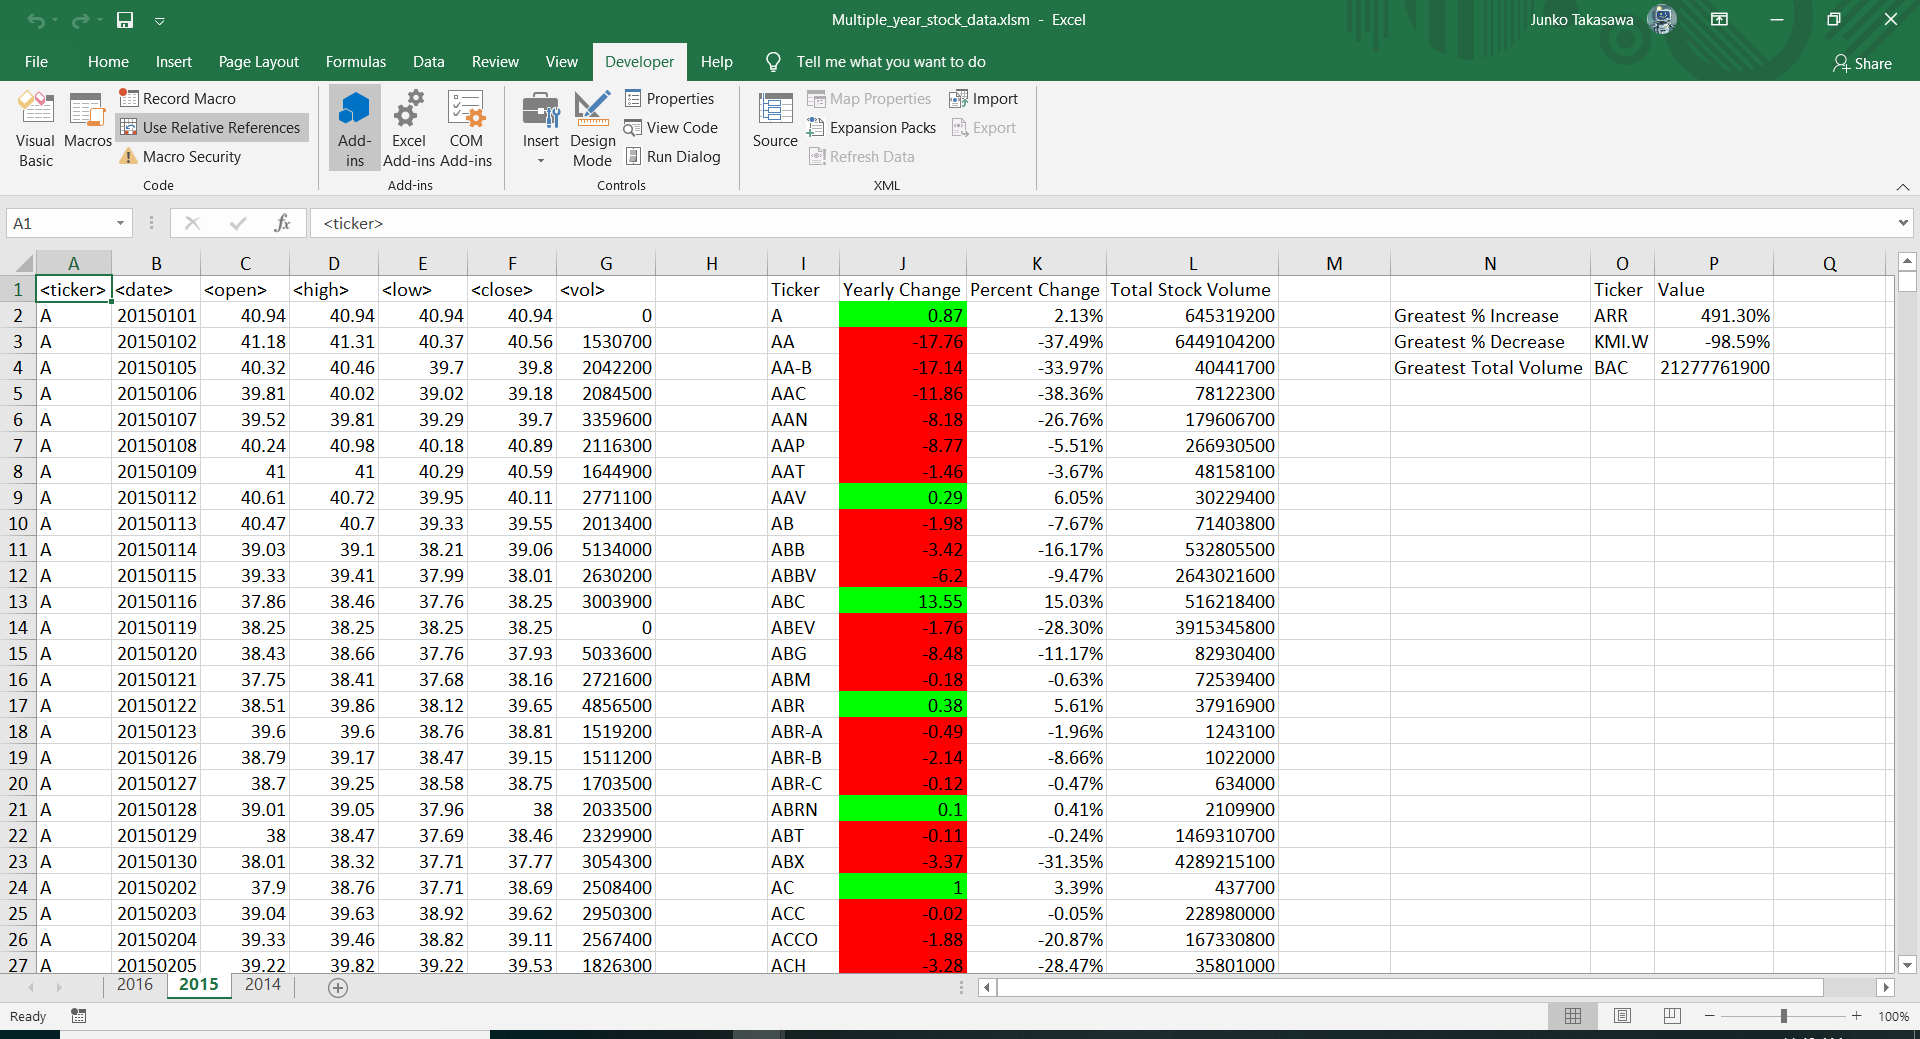 Multiple_year_stock_data.xlsm - Excel
Junko Takasawa
File Home Insert Page Layout Formulas Data Review View Developer Help Tell me what you want to do
Share
Visual Basic
Macros
Record Macro
Use Relative References
Macro Security
Code
Add-ins
Excel Add-ins
COM Add-ins
Add-ins
Insert
Design Mode
Properties
View Code
Run Dialog
Controls
Source
Map Properties
Expansion Packs
Refresh Data
Import
Export
XML
A1 fx <ticker>
A B C D E F G H I J K L M N O P Q
1 <ticker> <date> <open> <high> <low> <close> <vol> Ticker Yearly Change Percent Change Total Stock Volume Ticker Value
2 A 20150101 40.94 40.94 40.94 40.94 0 A 0.87 2.13% 645319200 Greatest % Increase ARR 491.30%
3 A 20150102 41.18 41.31 40.37 40.56 1530700 AA -17.76 -37.49% 6449104200 Greatest % Decrease KMI.W -98.59%
4 A 20150105 40.32 40.46 39.7 39.8 2042200 AA-B -17.14 -33.97% 40441700 Greatest Total Volume BAC 21277761900
5 A 20150106 39.81 40.02 39.02 39.18 2084500 AAC -11.86 -38.36% 78122300
6 A 20150107 39.52 39.81 39.29 39.7 3359600 AAN -8.18 -26.76% 179606700
7 A 20150108 40.24 40.98 40.18 40.89 2116300 AAP -8.77 -5.51% 266930500
8 A 20150109 41 41 40.29 40.59 1644900 AAT -1.46 -3.67% 48158100
9 A 20150112 40.61 40.72 39.95 40.11 2771100 AAV 0.29 6.05% 30229400
10 A 20150113 40.47 40.7 39.33 39.55 2013400 AB -1.98 -7.67% 71403800
11 A 20150114 39.03 39.1 38.21 39.06 5134000 ABB -3.42 -16.17% 532805500
12 A 20150115 39.33 39.41 37.99 38.01 2630200 ABBV -6.2 -9.47% 2643021600
13 A 20150116 37.86 38.46 37.76 38.25 3003900 ABC 13.55 15.03% 516218400
14 A 20150119 38.25 38.25 38.25 38.25 0 ABEV -1.76 -28.30% 3915345800
15 A 20150120 38.43 38.66 37.76 37.93 5033600 ABG -8.48 -11.17% 82930400
16 A 20150121 37.75 38.41 37.68 38.16 2721600 ABM -0.18 -0.63% 72539400
17 A 20150122 38.51 39.86 38.12 39.65 4856500 ABR 0.38 5.61% 37916900
18 A 20150123 39.6 39.6 38.76 38.81 1519200 ABR-A -0.49 -1.96% 1243100
19 A 20150126 38.79 39.17 38.47 39.15 1511200 ABR-B -2.14 -8.66% 1022000
20 A 20150127 38.7 39.25 38.58 38.75 1703500 ABR-C -0.12 -0.47% 634000
21 A 20150128 39.01 39.05 37.96 38 2033500 ABRN 0.1 0.41% 2109900
22 A 20150129 38 38.47 37.69 38.46 2329900 ABT -0.11 -0.24% 1469310700
23 A 20150130 38.01 38.32 37.71 37.77 3054300 ABX -3.37 -31.35% 4289215100
24 A 20150202 37.9 38.76 37.71 38.69 2508400 AC 1 3.39% 437700
25 A 20150203 39.04 39.63 38.92 39.62 2950300 ACC -0.02 -0.05% 228980000
26 A 20150204 39.33 39.46 38.82 39.11 2567400 ACCO -1.88 -20.87% 167330800
27 A 20150205 39.22 39.82 39.22 39.53 1826300 ACH -3.28 -28.47% 35801000
2016 2015 2014
Ready 100%